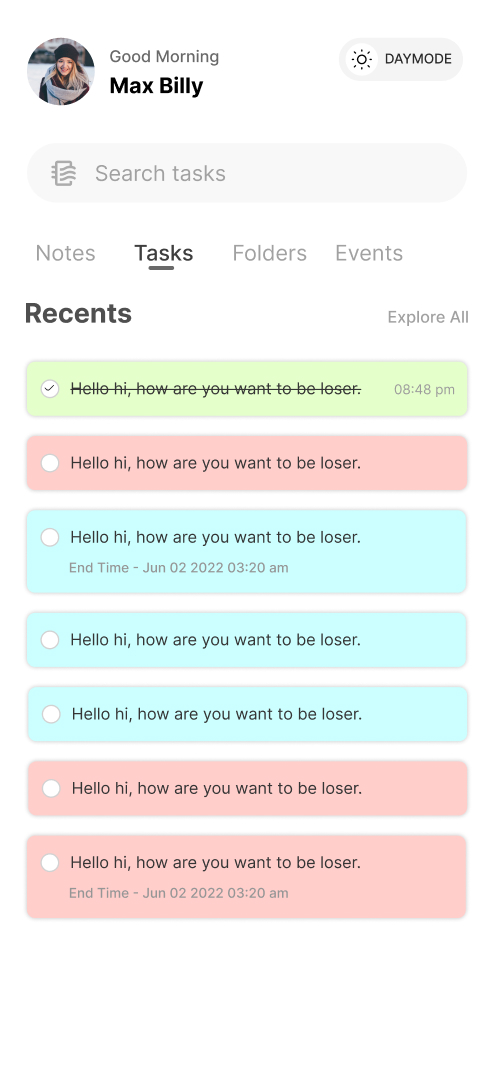 Good Morning
Max Billy
DAYMODE
Search tasks
Notes Tasks Folders Events
Recents
Explore All
Hello hi, how are you want to be loser. 08:48 pm
Hello hi, how are you want to be loser.
Hello hi, how are you want to be loser.
End Time - Jun 02 2022 03:20 am
Hello hi, how are you want to be loser.
Hello hi, how are you want to be loser.
Hello hi, how are you want to be loser.
Hello hi, how are you want to be loser.
End Time - Jun 02 2022 03:20 am